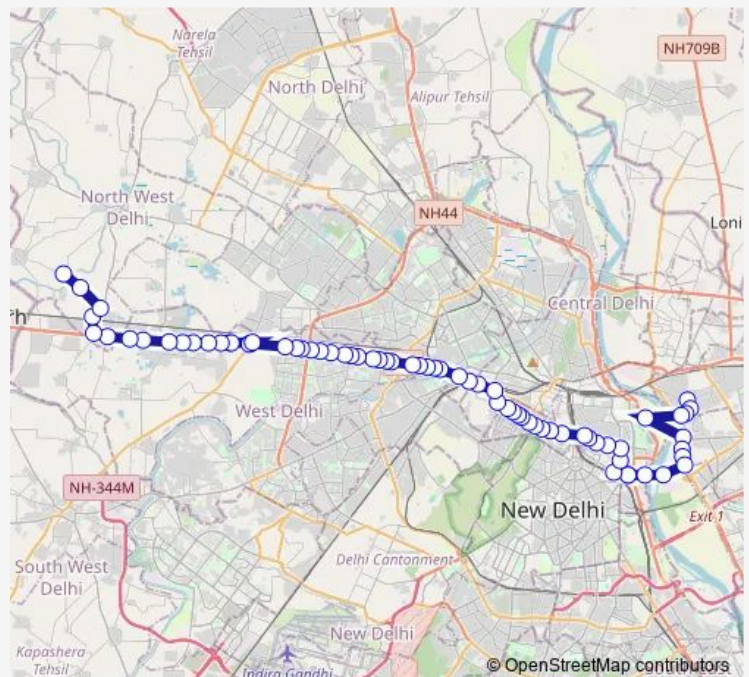 Narela
Tehsil
North Delhi
Alipur Tehsil
NH709B
North West
Delhi
NH44
Loni
Central Delhi
West Delhi
NH-344M
New Delhi
Exit 1
South West
Delhi
Delhi Cantonment
New Delhi
Kapashera
Tehsil
Indira Gandhi
© OpenStreetMap contributors